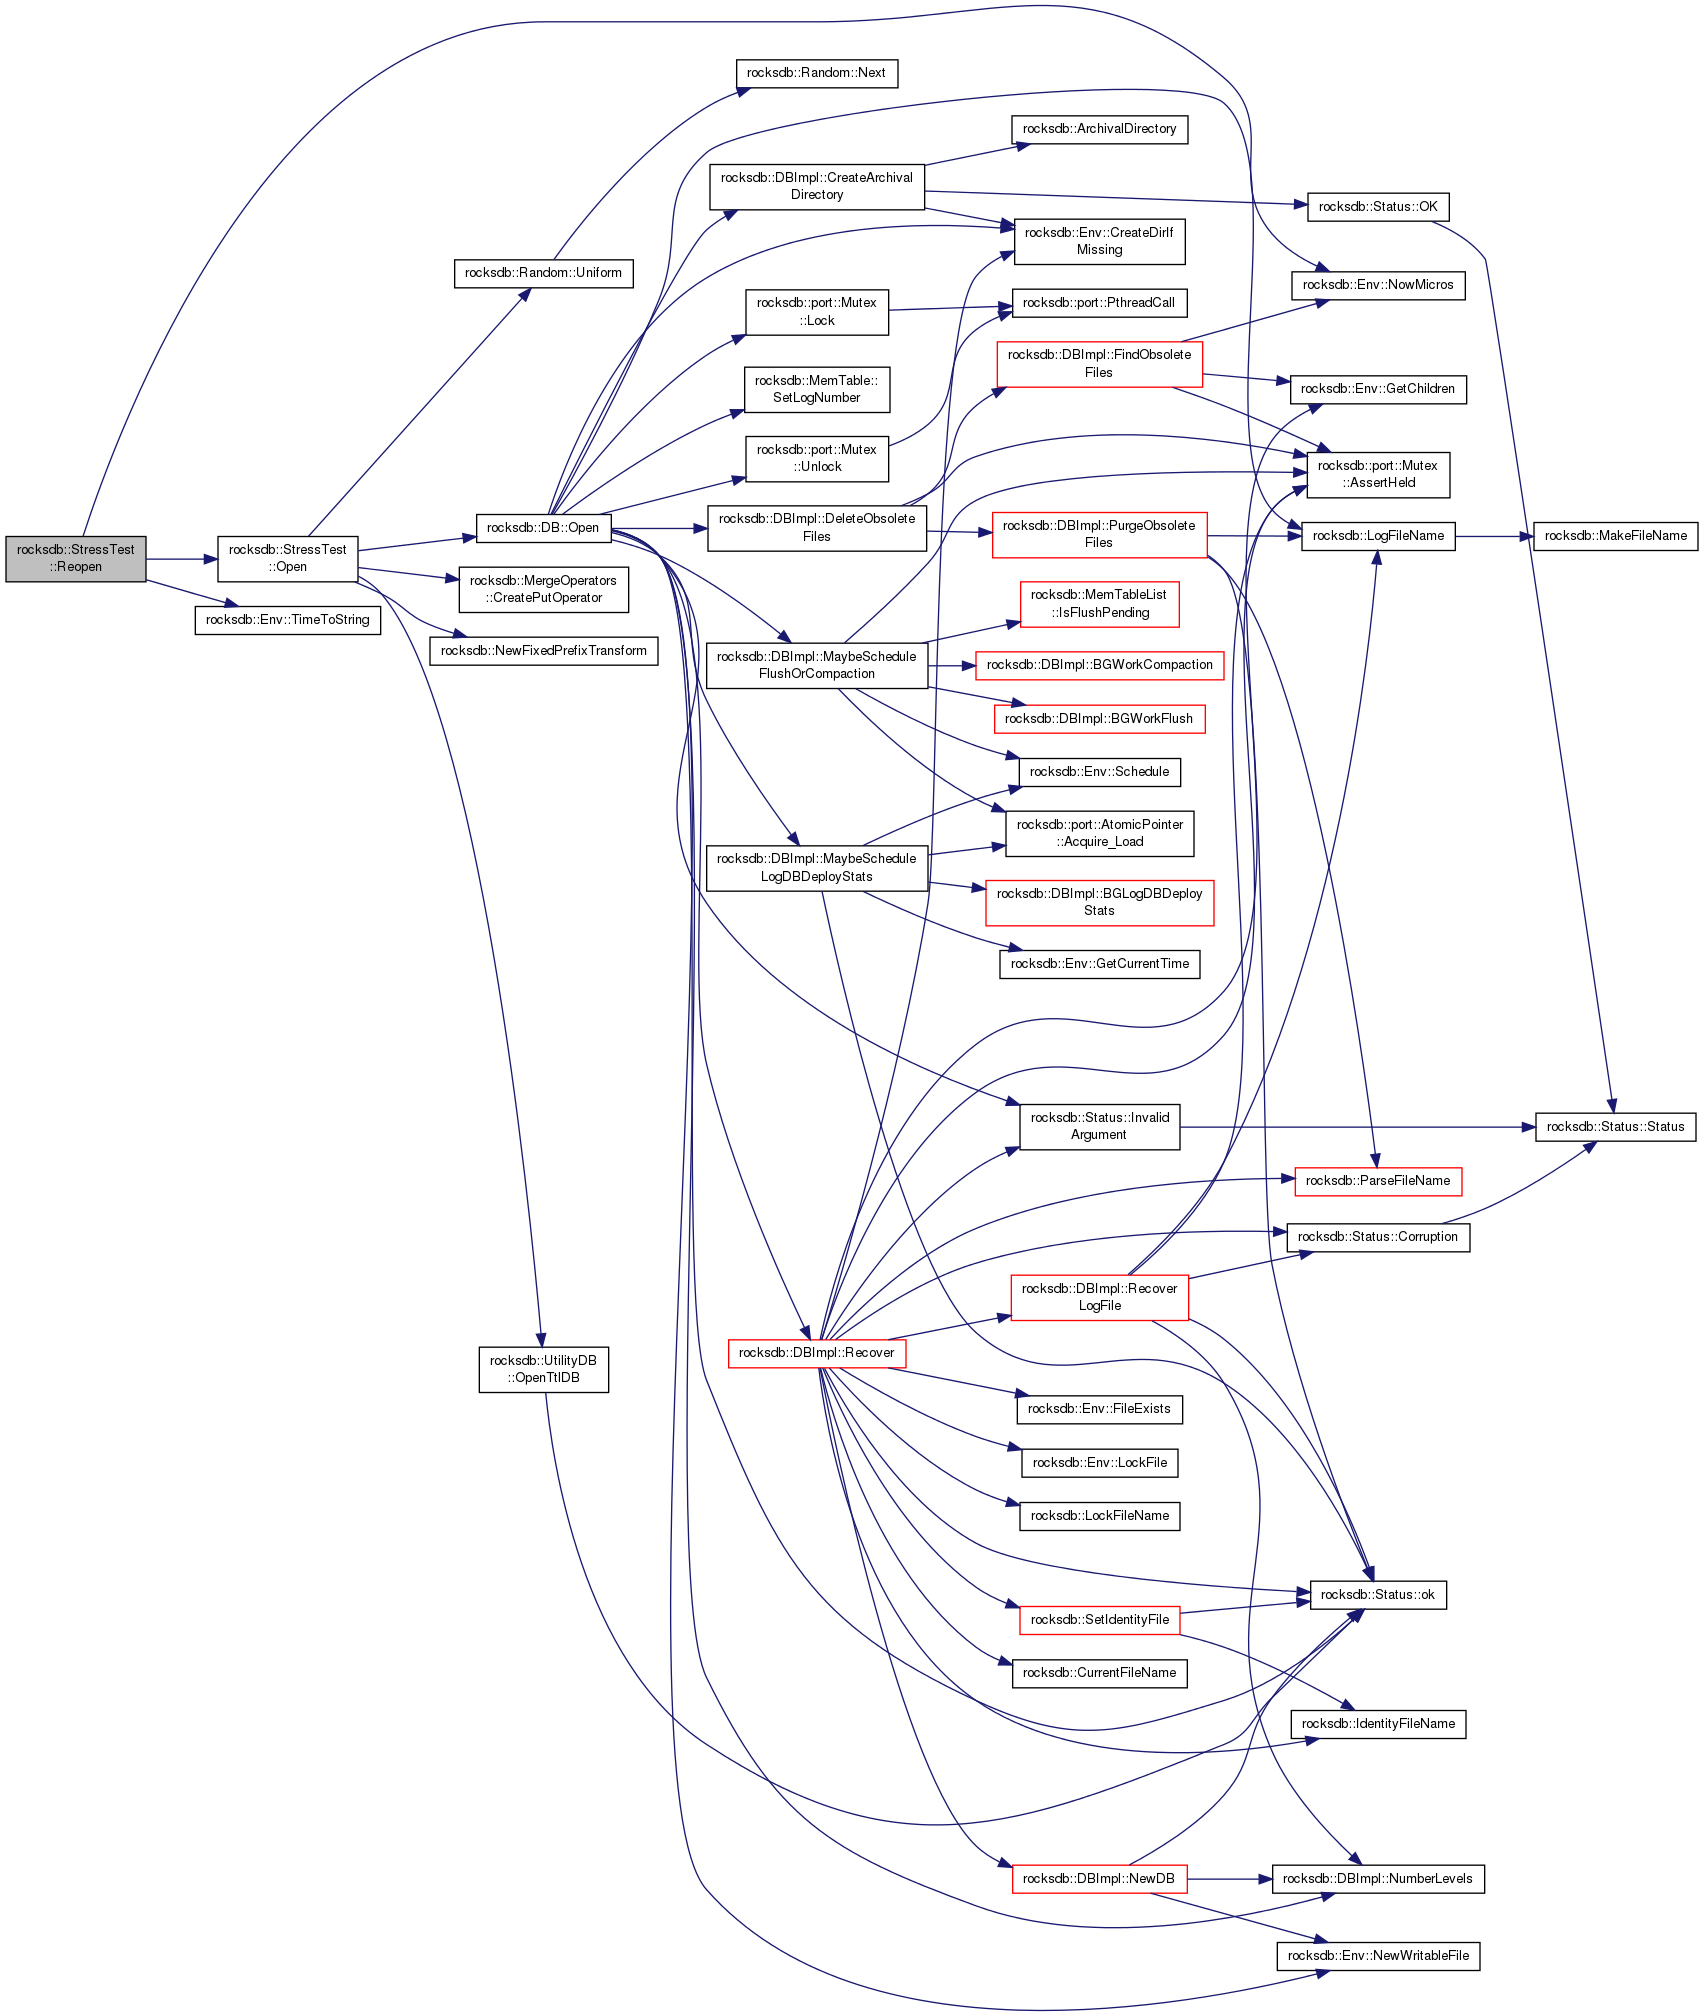 rocksdb::StressTest
::Reopen
rocksdb::StressTest
::Open
rocksdb::Env::TimeToString
rocksdb::Random::Uniform
rocksdb::DB::Open
rocksdb::MergeOperators
::CreatePutOperator
rocksdb::NewFixedPrefixTransform
rocksdb::UtilityDB
::OpenTtlDB
rocksdb::Random::Next
rocksdb::DBImpl::CreateArchival
Directory
rocksdb::port::Mutex
::Lock
rocksdb::MemTable::
SetLogNumber
rocksdb::port::Mutex
::Unlock
rocksdb::DBImpl::DeleteObsolete
Files
rocksdb::DBImpl::MaybeSchedule
FlushOrCompaction
rocksdb::DBImpl::MaybeSchedule
LogDBDeployStats
rocksdb::DBImpl::Recover
rocksdb::ArchivalDirectory
rocksdb::Env::CreateDirIf
Missing
rocksdb::port::PthreadCall
rocksdb::DBImpl::FindObsolete
Files
rocksdb::DBImpl::PurgeObsolete
Files
rocksdb::MemTableList
::IsFlushPending
rocksdb::DBImpl::BGWorkCompaction
rocksdb::DBImpl::BGWorkFlush
rocksdb::Env::Schedule
rocksdb::port::AtomicPointer
::Acquire_Load
rocksdb::DBImpl::BGLogDBDeploy
Stats
rocksdb::Env::GetCurrentTime
rocksdb::Status::Invalid
Argument
rocksdb::DBImpl::Recover
LogFile
rocksdb::Env::FileExists
rocksdb::Env::LockFile
rocksdb::LockFileName
rocksdb::SetIdentityFile
rocksdb::CurrentFileName
rocksdb::DBImpl::NewDB
rocksdb::Status::OK
rocksdb::Env::NowMicros
rocksdb::Env::GetChildren
rocksdb::port::Mutex
::AssertHeld
rocksdb::LogFileName
rocksdb::ParseFileName
rocksdb::Status::Corruption
rocksdb::Status::ok
rocksdb::IdentityFileName
rocksdb::DBImpl::NumberLevels
rocksdb::Env::NewWritableFile
rocksdb::MakeFileName
rocksdb::Status::Status